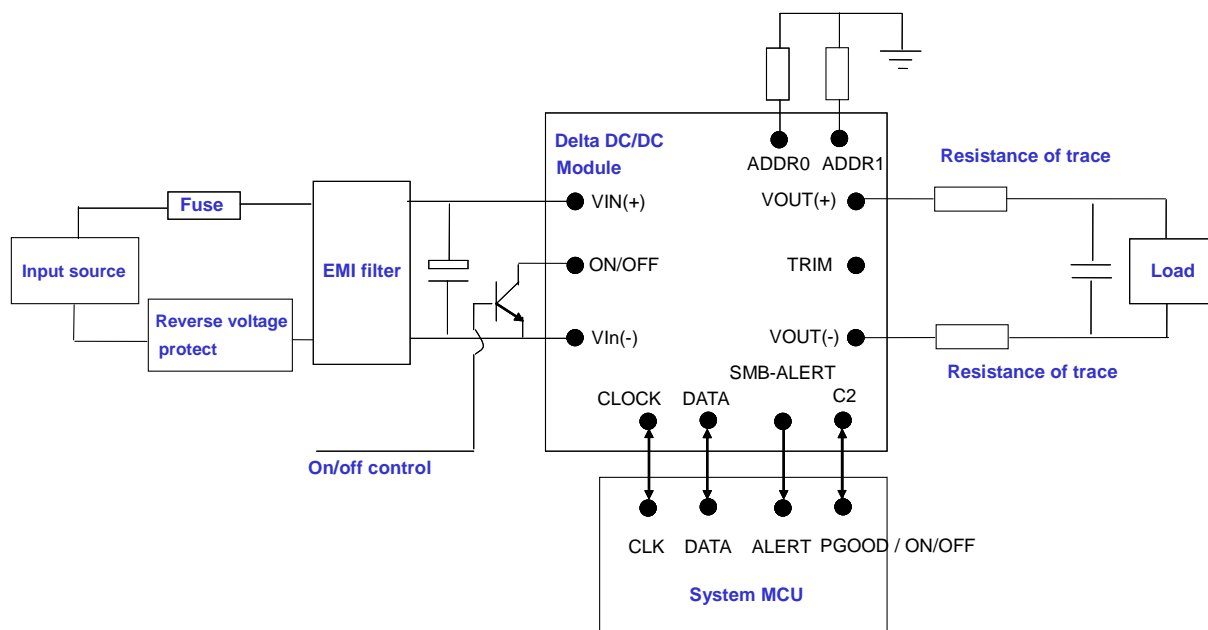 Delta DC/DC
Module
ADDR0
ADDR1
Resistance of trace
Fuse
VIN(+)
VOUT(+)
Input source
EMI filter
ON/OFF
TRIM
Load
Reverse voltage
protect
VIn(-)
VOUT(-)
Resistance of trace
SMB-ALERT
CLOCK
DATA
C2
On/off control
CLK
DATA
ALERT
PGOOD / ON/OFF
System MCU